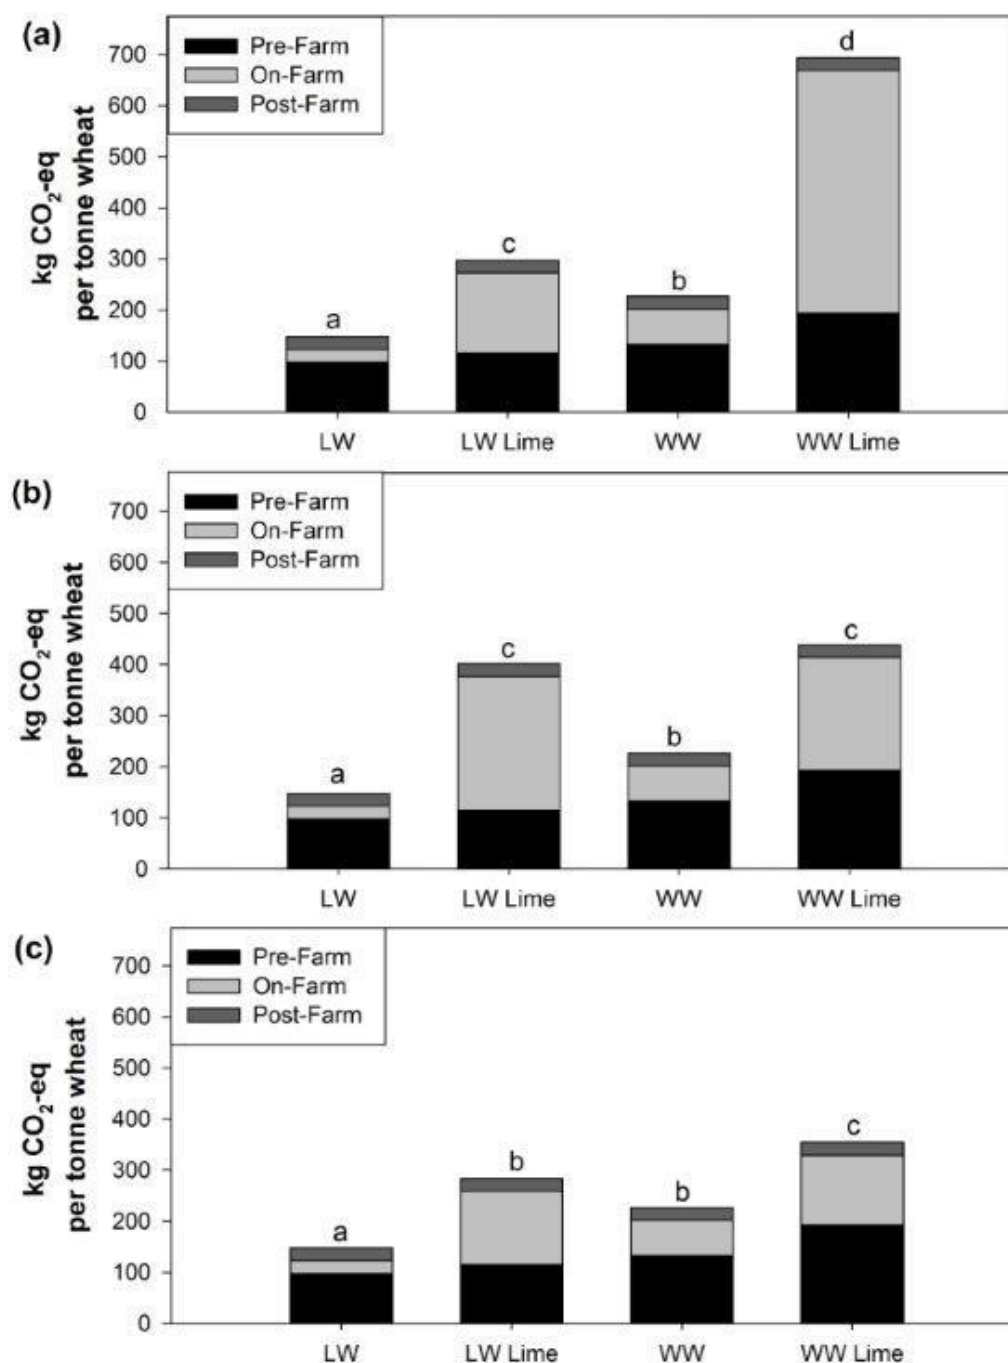 (a)
Pre-Farm
On-Farm
Post-Farm
kg CO₂-eq
per tonne wheat
700
600
500
400
300
200
100
0
a
c
b
d
LW
LW Lime
WW
WW Lime
(b)
Pre-Farm
On-Farm
Post-Farm
kg CO₂-eq
per tonne wheat
700
600
500
400
300
200
100
0
a
c
b
c
LW
LW Lime
WW
WW Lime
(c)
Pre-Farm
On-Farm
Post-Farm
kg CO₂-eq
per tonne wheat
700
600
500
400
300
200
100
0
a
b
b
c
LW
LW Lime
WW
WW Lime